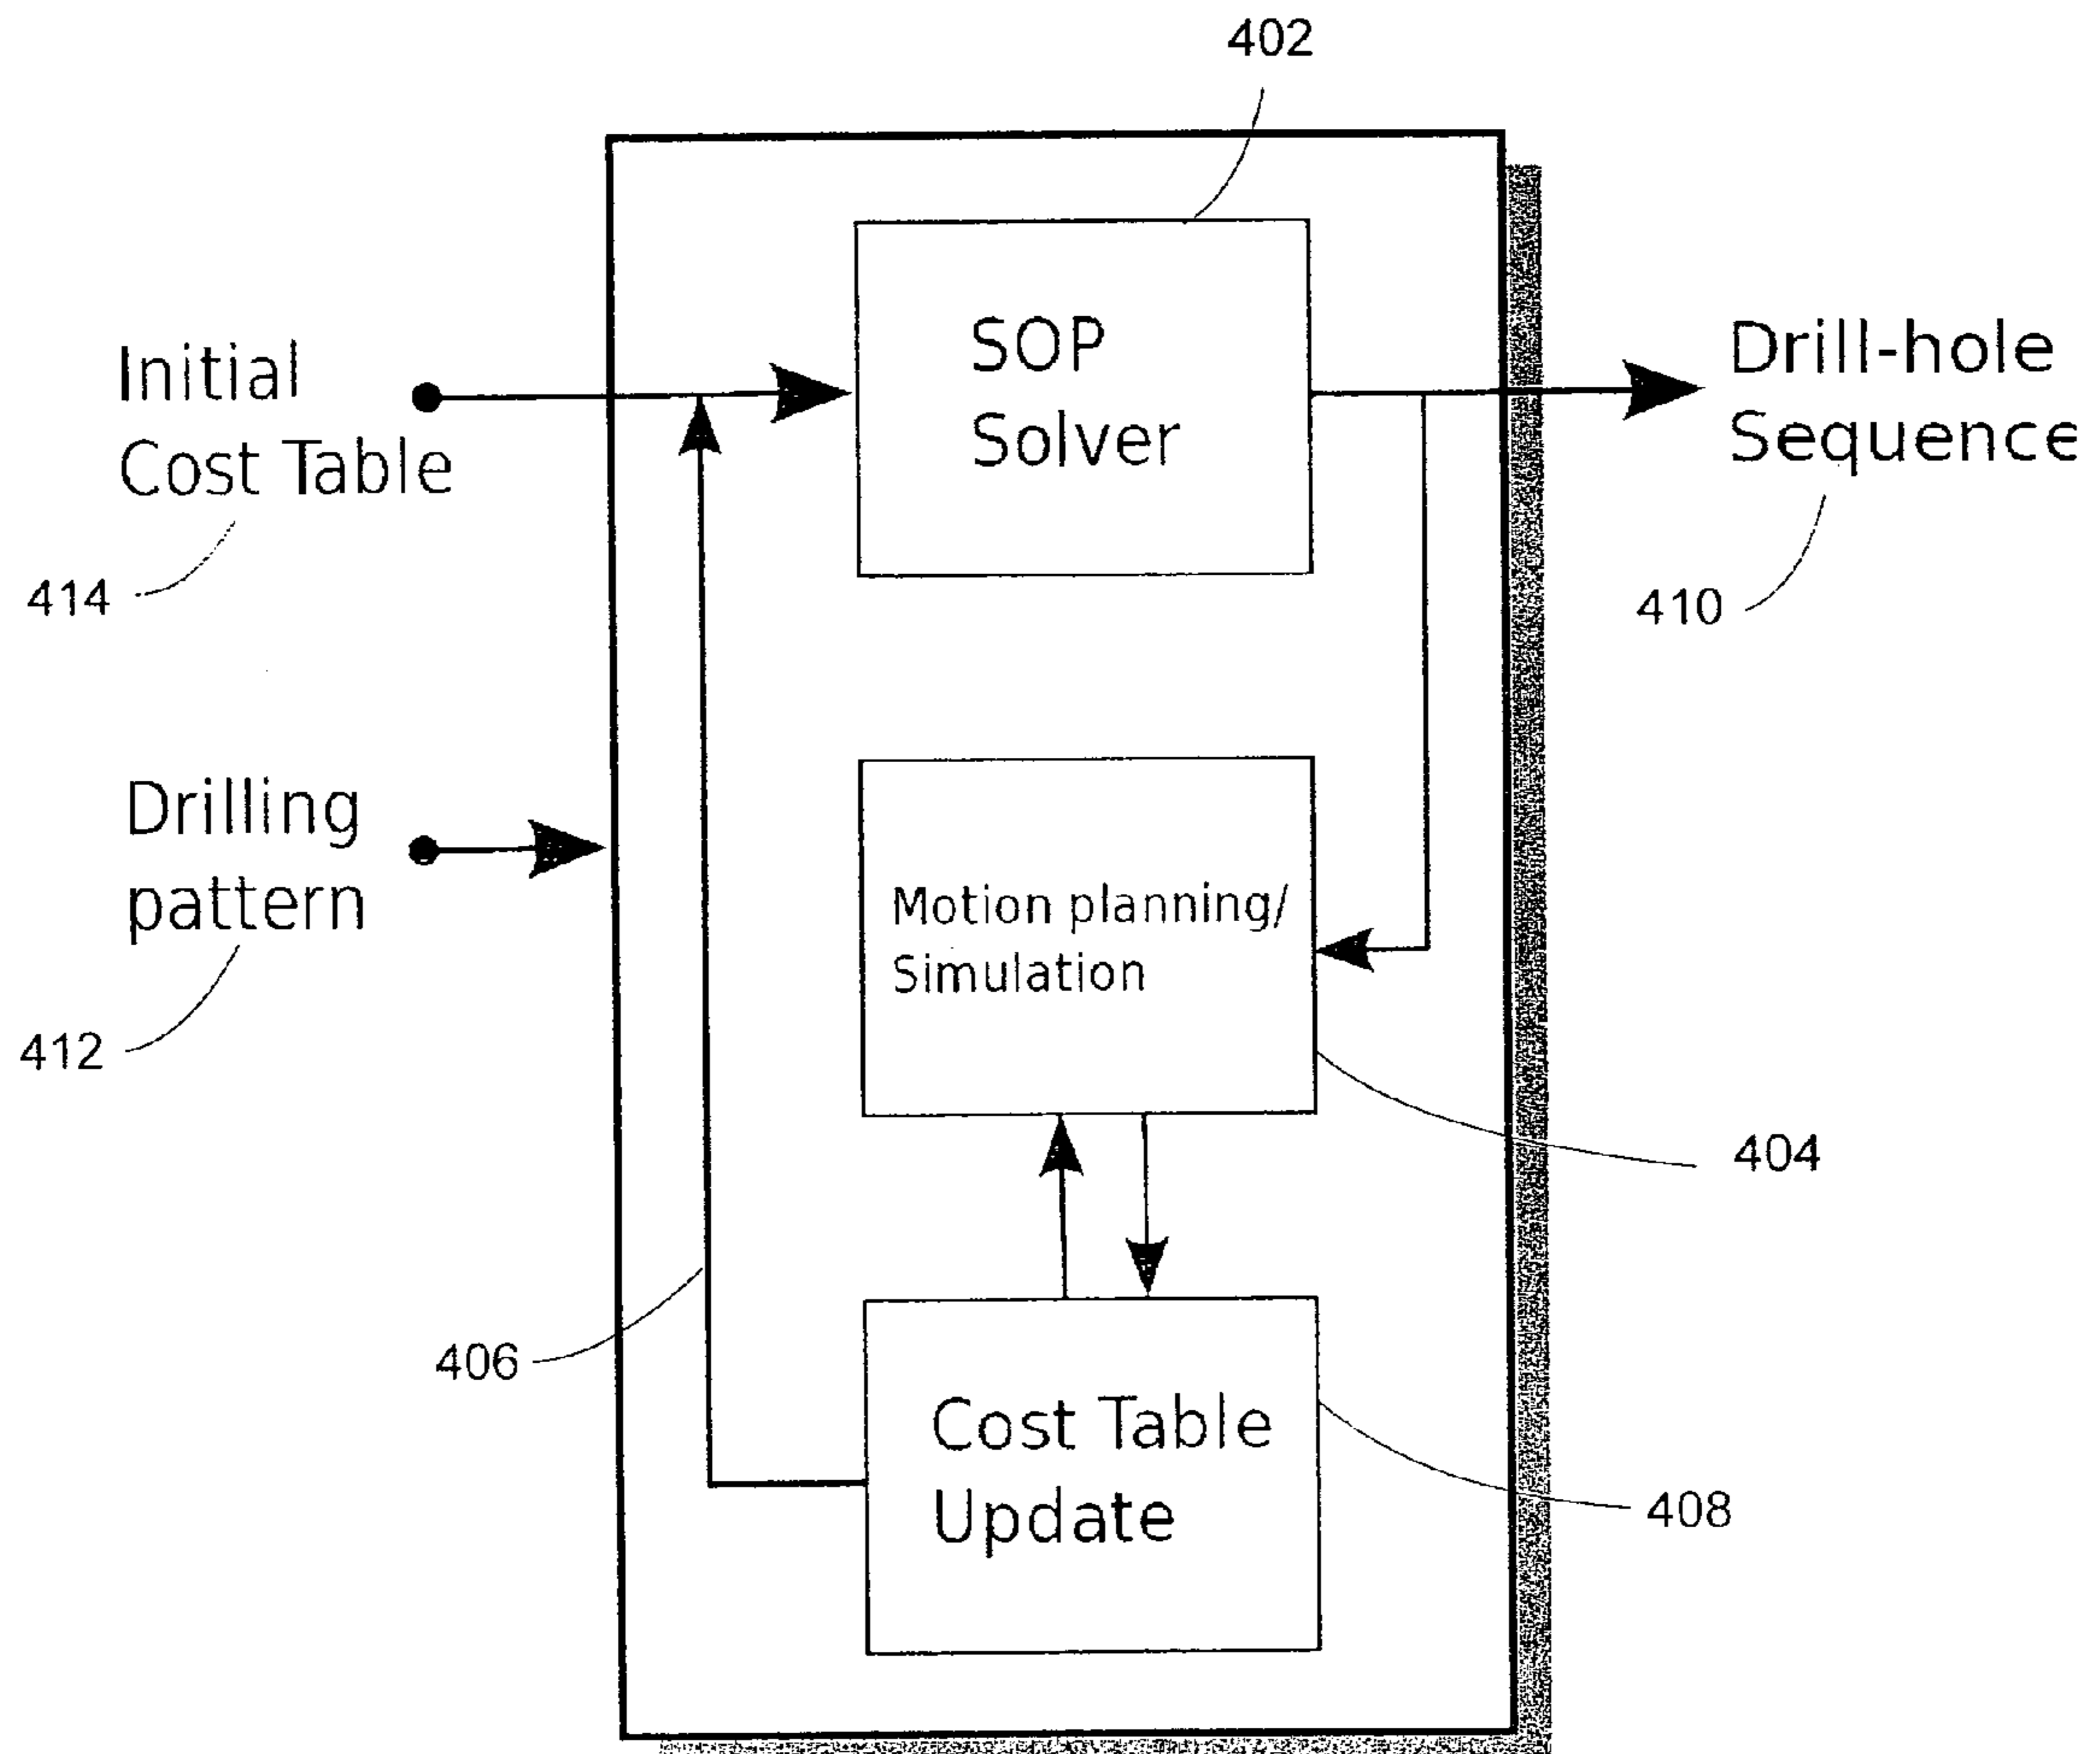 402
SOP
Solver
Initial
Cost Table
414
Drill-hole
Sequence
410
Drilling
pattern
412
Motion planning/
Simulation
404
406
Cost Table
Update
408